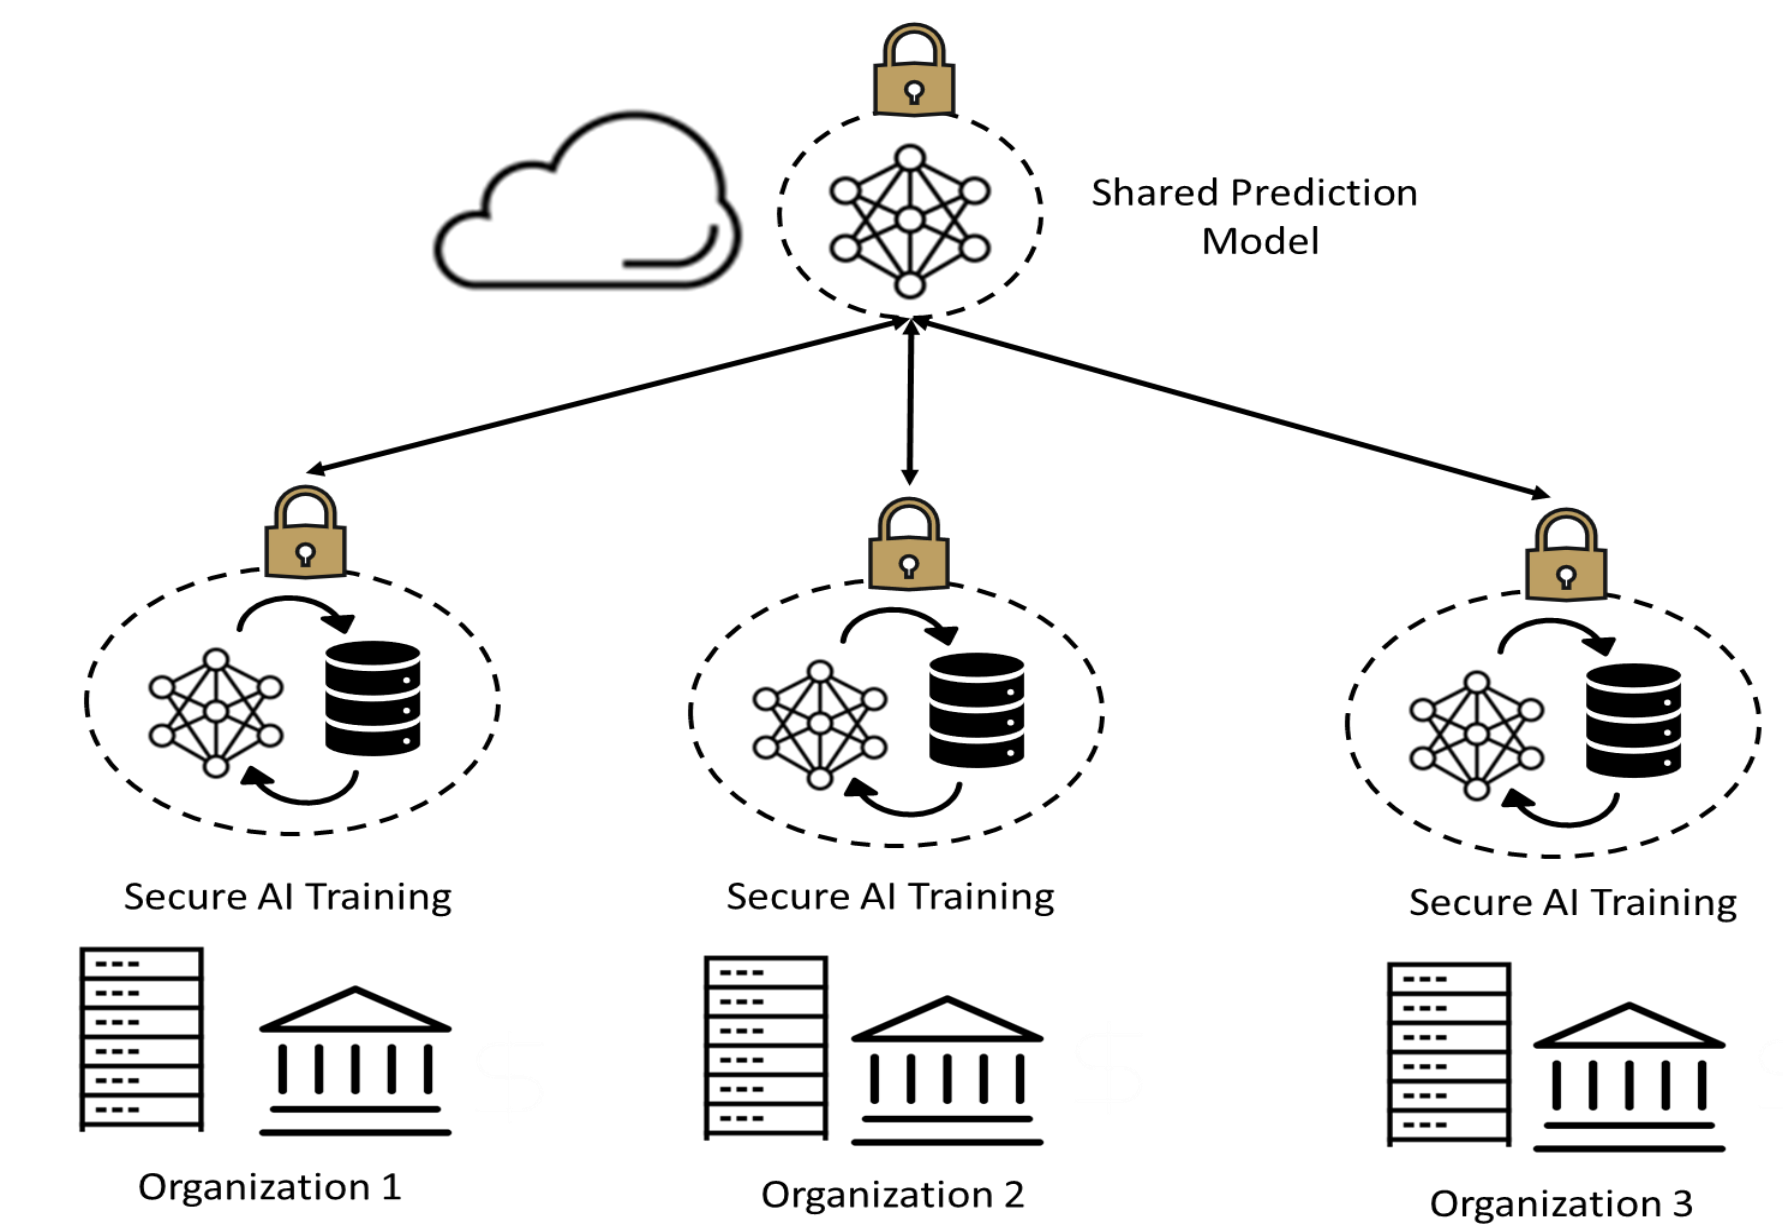 Shared Prediction
Model
Secure AI Training
Secure AI Training
Secure AI Training
Organization 1
Organization 2
Organization 3